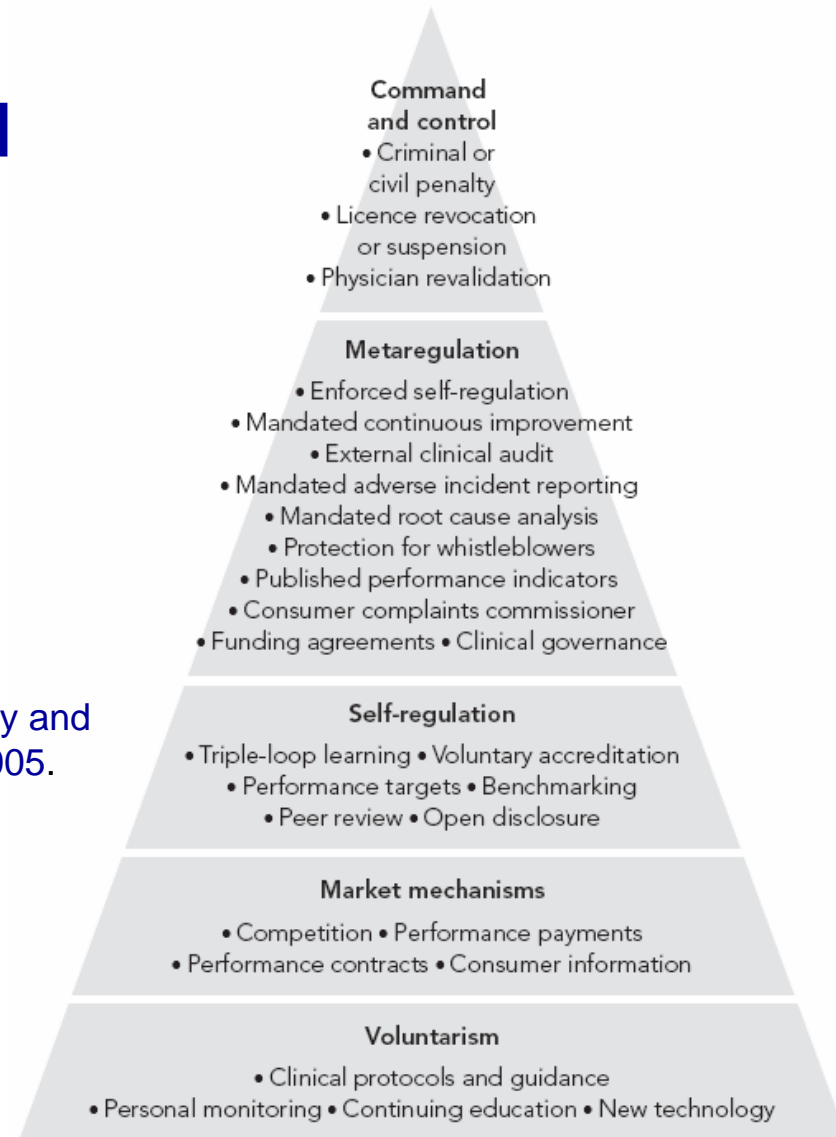 Command
and control
• Criminal or
civil penalty
• Licence revocation
or suspension
• Physician revalidation
Metaregulation
• Enforced self-regulation
• Mandated continuous improvement
• External clinical audit
• Mandated adverse incident reporting
• Mandated root cause analysis
• Protection for whistleblowers
• Published performance indicators
• Consumer complaints commissioner
• Funding agreements • Clinical governance
y and
005.
Self-regulation
• Triple-loop learning • Voluntary accreditation
• Performance targets • Benchmarking
• Peer review • Open disclosure
Market mechanisms
• Competition • Performance payments
• Performance contracts • Consumer information
Voluntarism
• Clinical protocols and guidance
• Personal monitoring • Continuing education • New technology